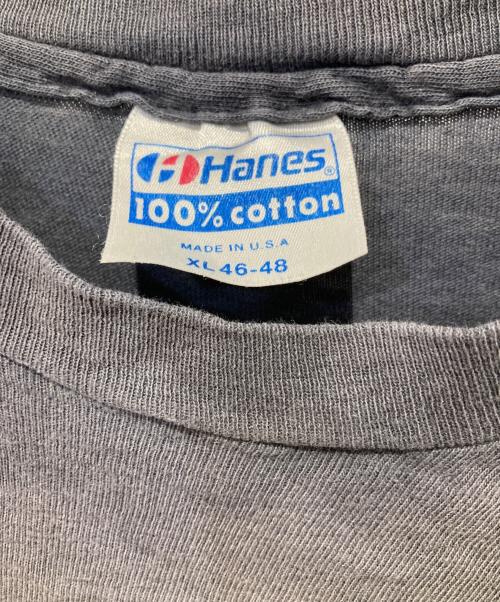 Hanes®
100% cotton
MADE IN U.S.A
XL 46-48